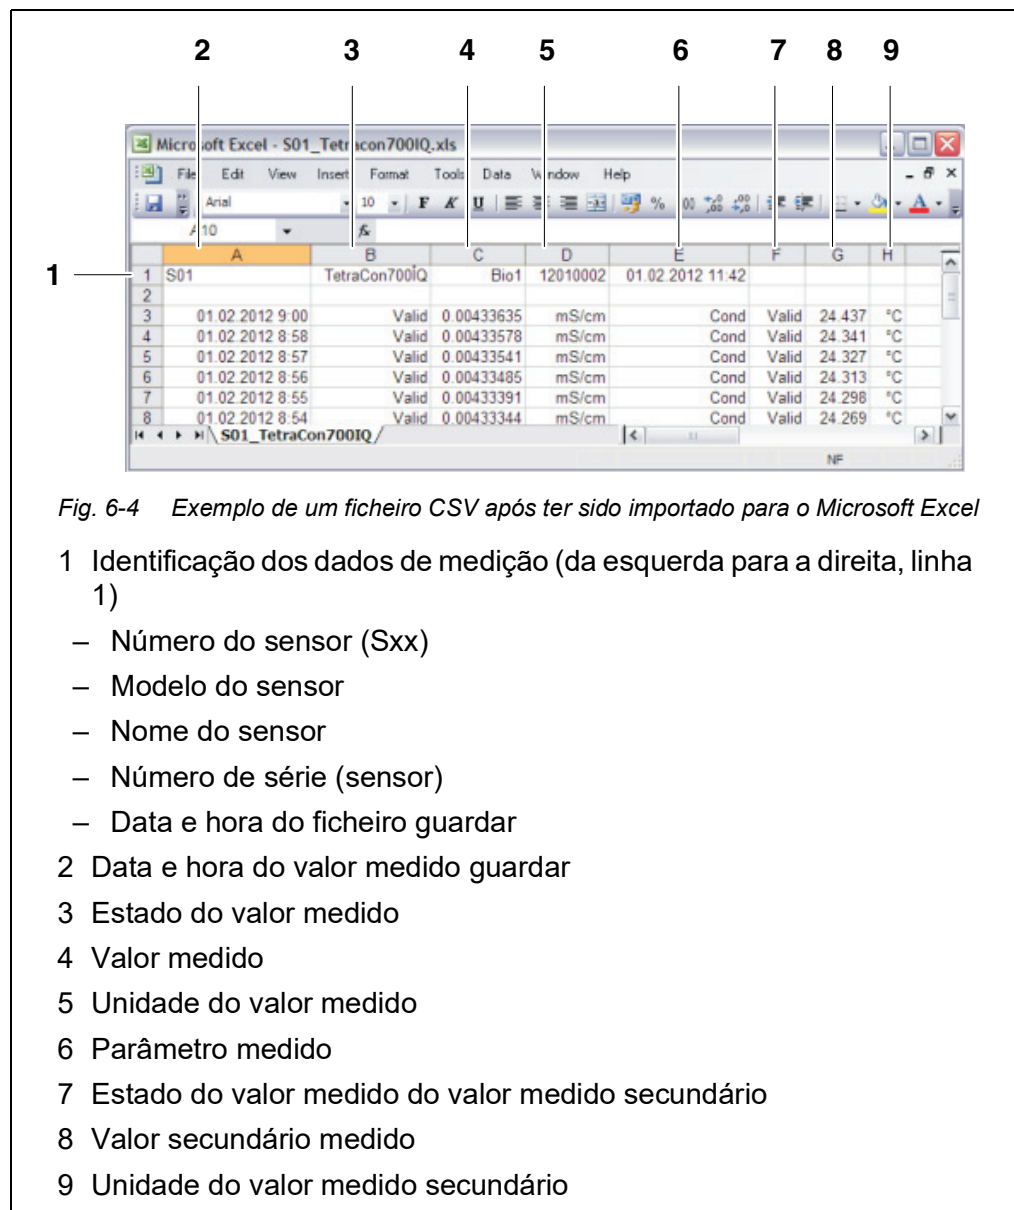 2 3 4 5 6 7 8 9
Microsoft Excel - S01_Tetracon700IQ.xls
File Edit View Insert Format Tools Data Window Help
Arial 10 F K U % 000
A10 fx
A B C D E F G H
1
1 S01 TetraCon700IQ Bio1 12010002 01.02.2012 11:42
2
3 01.02.2012 9:00 Valid 0.00433635 mS/cm Cond Valid 24.437 °C
4 01.02.2012 8:58 Valid 0.00433578 mS/cm Cond Valid 24.341 °C
5 01.02.2012 8:57 Valid 0.00433541 mS/cm Cond Valid 24.327 °C
6 01.02.2012 8:56 Valid 0.00433485 mS/cm Cond Valid 24.313 °C
7 01.02.2012 8:55 Valid 0.00433391 mS/cm Cond Valid 24.298 °C
8 01.02.2012 8:54 Valid 0.00433344 mS/cm Cond Valid 24.269 °C
S01_TetraCon700IQ
NF
Fig. 6-4 Exemplo de um ficheiro CSV após ter sido importado para o Microsoft Excel
1 Identificação dos dados de medição (da esquerda para a direita, linha
1)
– Número do sensor (Sxx)
– Modelo do sensor
– Nome do sensor
– Número de série (sensor)
– Data e hora do ficheiro guardar
2 Data e hora do valor medido guardar
3 Estado do valor medido
4 Valor medido
5 Unidade do valor medido
6 Parâmetro medido
7 Estado do valor medido do valor medido secundário
8 Valor secundário medido
9 Unidade do valor medido secundário